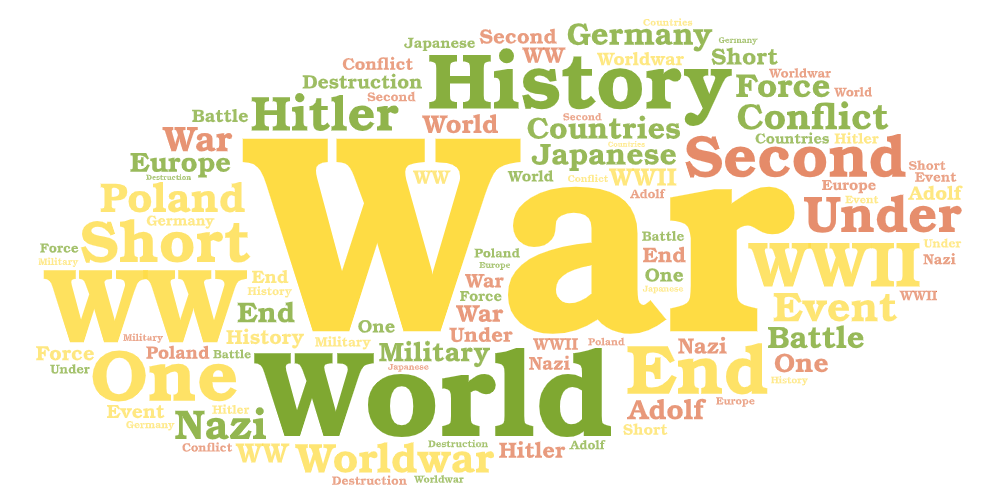 Countries
Germany
Germany
Second
Japanese
WW
Short
Worldwar
Conflict
History
Worldwar
Destruction
Force
World
Second
Hitler
Conflict
Battle
World
Second
Countries
War
Countries
Hitler
Countries
Europe
Japanese
Second
Short
Destruction
War
WW
World
Conflict
WWII
Event
Europe
Adolf
Adolf
Poland
Event
Germany
Under
Short
Battle
Force
Under
Poland
End
WWII
Military
Europe
One
Nazi
WW
End
War
Japanese
History
Force
WWII
End
War
Event
One
History
Under
Battle
Military
Military
WWII
Poland
Nazi
Force
Poland
Battle
Military
End
One
Under
One
Japanese
Nazi
World
History
Event
Hitler
Adolf
Europe
Germany
Nazi
Short
Conflict
WW
Worldwar
Destruction
Hitler
Adolf
Destruction
Worldwar